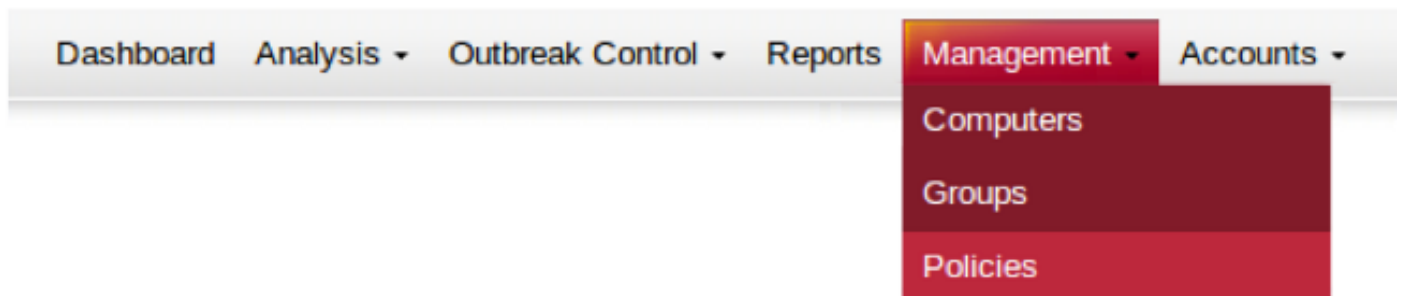 Dashboard Analysis Outbreak Control Reports Management Accounts
Computers
Groups
Policies